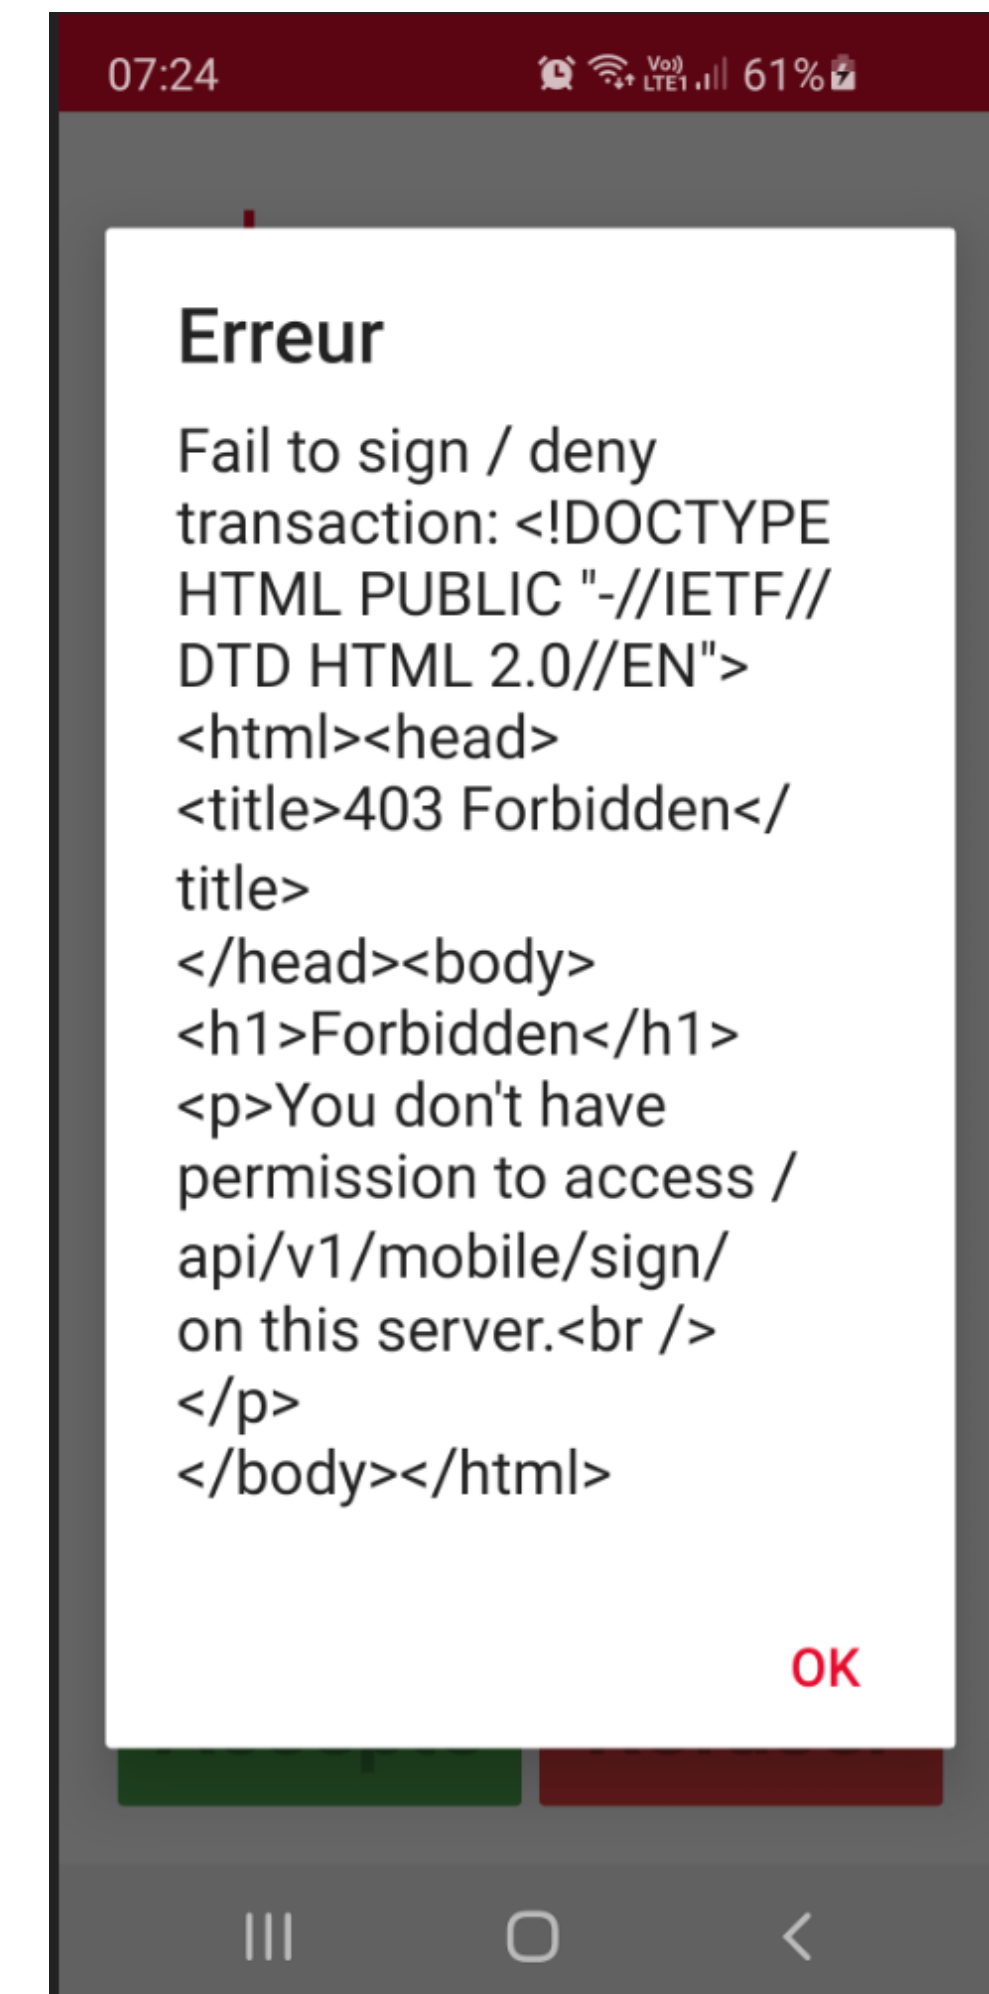 07:24 Vo)) LTE1 61%
Erreur
Fail to sign / deny
transaction: <!DOCTYPE
HTML PUBLIC "-//IETF//
DTD HTML 2.0//EN">
<html><head>
<title>403 Forbidden</
title>
</head><body>
<h1>Forbidden</h1>
<p>You don't have
permission to access /
api/v1/mobile/sign/
on this server.<br />
</p>
</body></html>
OK